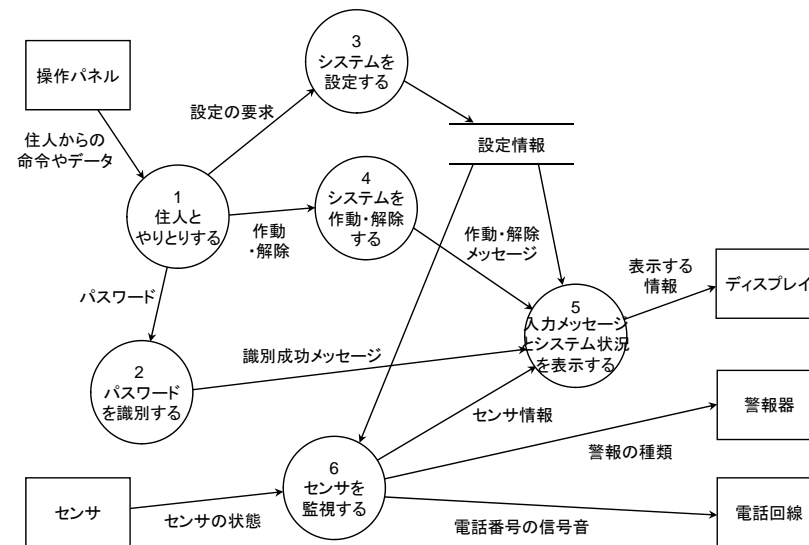 操作パネル
住人からの
命令やデータ
設定の要求
3
システムを
設定する
設定情報
1
住人と
やりとりする
作動
・解除
4
システムを
作動・解除
する
作動・解除
メッセージ
パスワード
2
パスワード
を識別する
識別成功メッセージ
5
入力メッセージ
とシステム状況
を表示する
表示する
情報
ディスプレイ
センサ情報
警報器
警報の種類
6
センサを
監視する
センサ
センサの状態
電話番号の信号音
電話回線